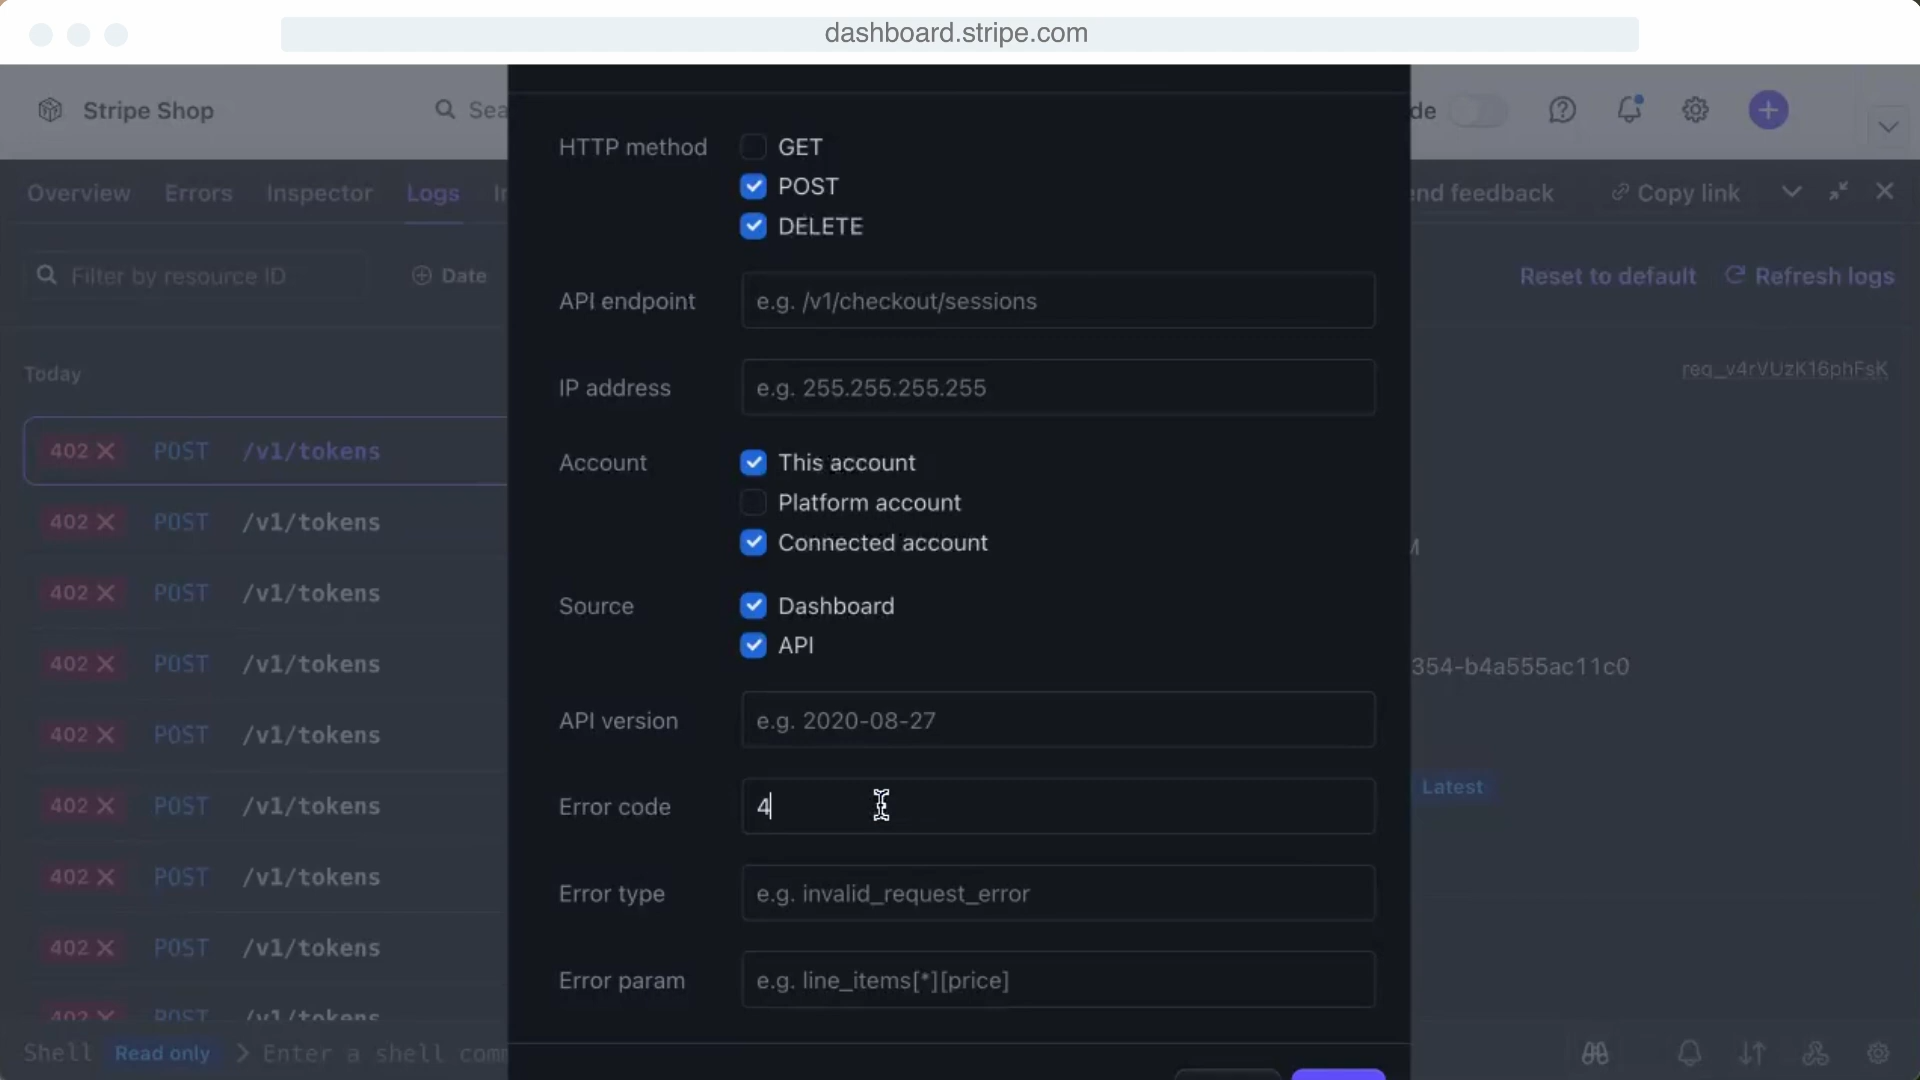 dashboard.stripe.com
Stripe Shop
Sea
de
Overview Errors Inspector Logs
nd feedback Copy link
Filter by resource ID Date
Reset to default Refresh logs
Today
req_v4rVUzK16phFsK
402 POST /v1/tokens
402 POST /v1/tokens
402 POST /v1/tokens
402 POST /v1/tokens
402 POST /v1/tokens
402 POST /v1/tokens
402 POST /v1/tokens
402 POST /v1/tokens
402 POST /v1/tokens
Shell Read only > Enter a shell comm
HTTP method GET
POST
DELETE
API endpoint e.g. /v1/checkout/sessions
IP address e.g. 255.255.255.255
Account This account
Platform account
Connected account
Source Dashboard
API
API version e.g. 2020-08-27
Error code 4
Error type e.g. invalid_request_error
Error param e.g. line_items[*][price]
M
354-b4a555ac11c0
Latest